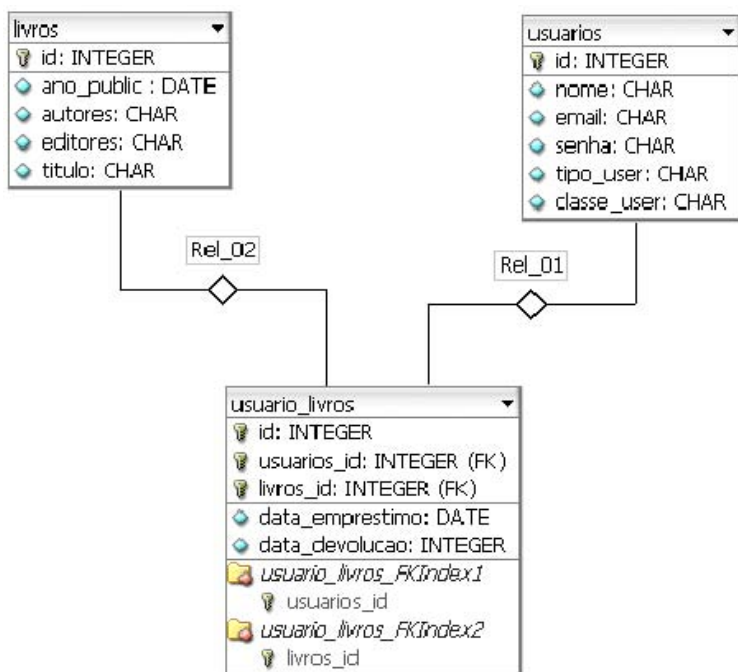 livros
id: INTEGER
ano_public : DATE
autores: CHAR
editores: CHAR
titulo: CHAR
usuarios
id: INTEGER
nome: CHAR
email: CHAR
senha: CHAR
tipo_user: CHAR
classe_user: CHAR
Rel_02
Rel_01
usuario_livros
id: INTEGER
usuarios_id: INTEGER (FK)
livros_id: INTEGER (FK)
data_emprestimo: DATE
data_devolucao: INTEGER
usuario_livros_FKIndex1
usuarios_id
usuario_livros_FKIndex2
livros_id